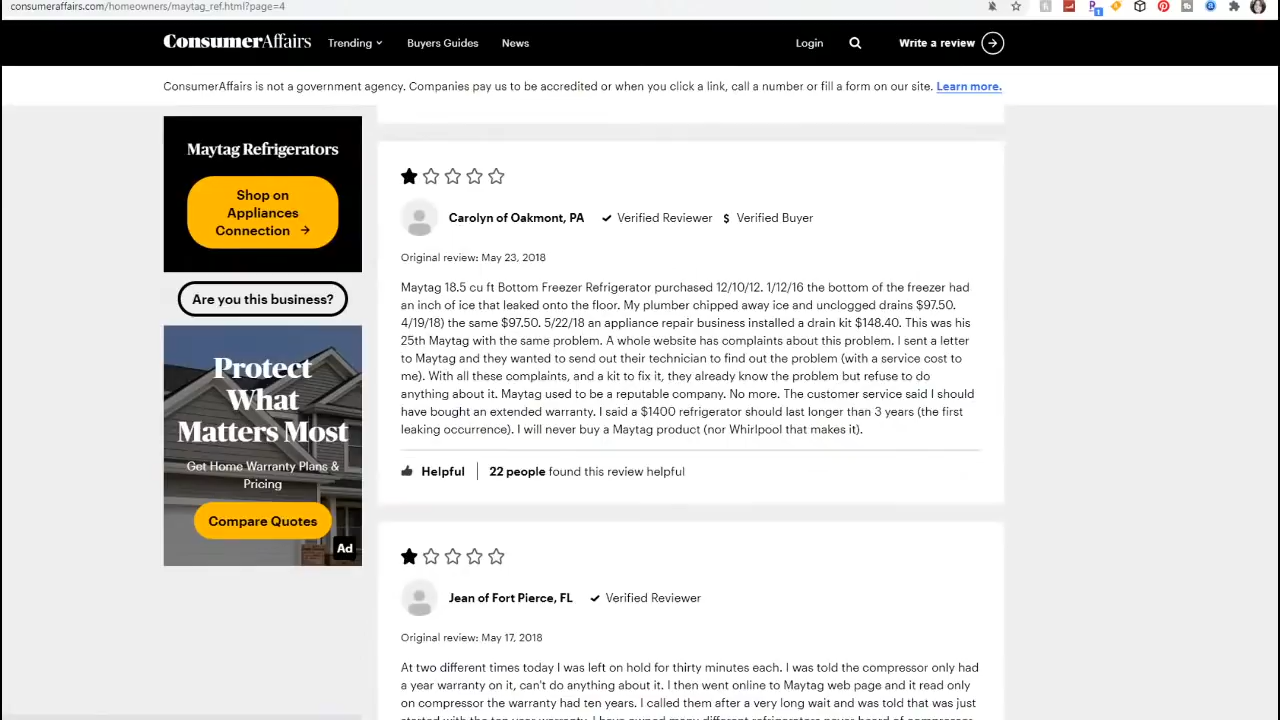 consumeraffairs.com/homeowners/maytag_ref.html?page=4
ConsumerAffairs Trending Buyers Guides News Login Write a review
ConsumerAffairs is not a government agency. Companies pay us to be accredited or when you click a link, call a number or fill a form on our site. Learn more.
Maytag Refrigerators
Shop on
Appliances
Connection →
Are you this business?
Protect
What
Matters Most
Get Home Warranty Plans &
Pricing
Compare Quotes
Ad
Carolyn of Oakmont, PA ✔ Verified Reviewer $ Verified Buyer
Original review: May 23, 2018
Maytag 18.5 cu ft Bottom Freezer Refrigerator purchased 12/10/12. 1/12/16 the bottom of the freezer had
an inch of ice that leaked onto the floor. My plumber chipped away ice and unclogged drains $97.50.
4/19/18) the same $97.50. 5/22/18 an appliance repair business installed a drain kit $148.40. This was his
25th Maytag with the same problem. A whole website has complaints about this problem. I sent a letter
to Maytag and they wanted to send out their technician to find out the problem (with a service cost to
me). With all these complaints, and a kit to fix it, they already know the problem but refuse to do
anything about it. Maytag used to be a reputable company. No more. The customer service said I should
have bought an extended warranty. I said a $1400 refrigerator should last longer than 3 years (the first
leaking occurrence). I will never buy a Maytag product (nor Whirlpool that makes it).
Helpful 22 people found this review helpful
Jean of Fort Pierce, FL ✔ Verified Reviewer
Original review: May 17, 2018
At two different times today I was left on hold for thirty minutes each. I was told the compressor only had
a year warranty on it, can't do anything about it. I then went online to Maytag web page and it read only
on compressor the warranty had ten years. I called them after a very long wait and was told that was just
started with the ten year warranty. I have owned many different refrigerators never heard of compressor